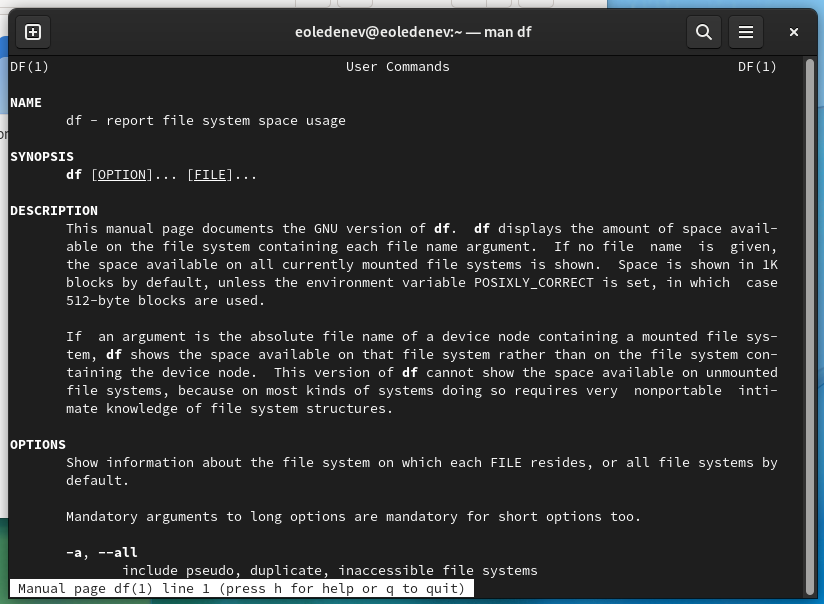 eoledenev@eoledenev:~ — man df
DF(1) User Commands DF(1)
NAME
df - report file system space usage
SYNOPSIS
df [OPTION]... [FILE]...
DESCRIPTION
This manual page documents the GNU version of df.  df displays the amount of space avail-
able on the file system containing each file name argument.  If no file  name  is  given,
the space available on all currently mounted file systems is shown.  Space is shown in 1K
blocks by default, unless the environment variable POSIXLY_CORRECT is set, in which  case
512-byte blocks are used.
If  an argument is the absolute file name of a device node containing a mounted file sys-
tem, df shows the space available on that file system rather than on the file system con-
taining the device node.  This version of df cannot show the space available on unmounted
file systems, because on most kinds of systems doing so requires very  nonportable  inti-
mate knowledge of file system structures.
OPTIONS
Show information about the file system on which each FILE resides, or all file systems by
default.
Mandatory arguments to long options are mandatory for short options too.
-a, --all
include pseudo, duplicate, inaccessible file systems
Manual page df(1) line 1 (press h for help or q to quit)